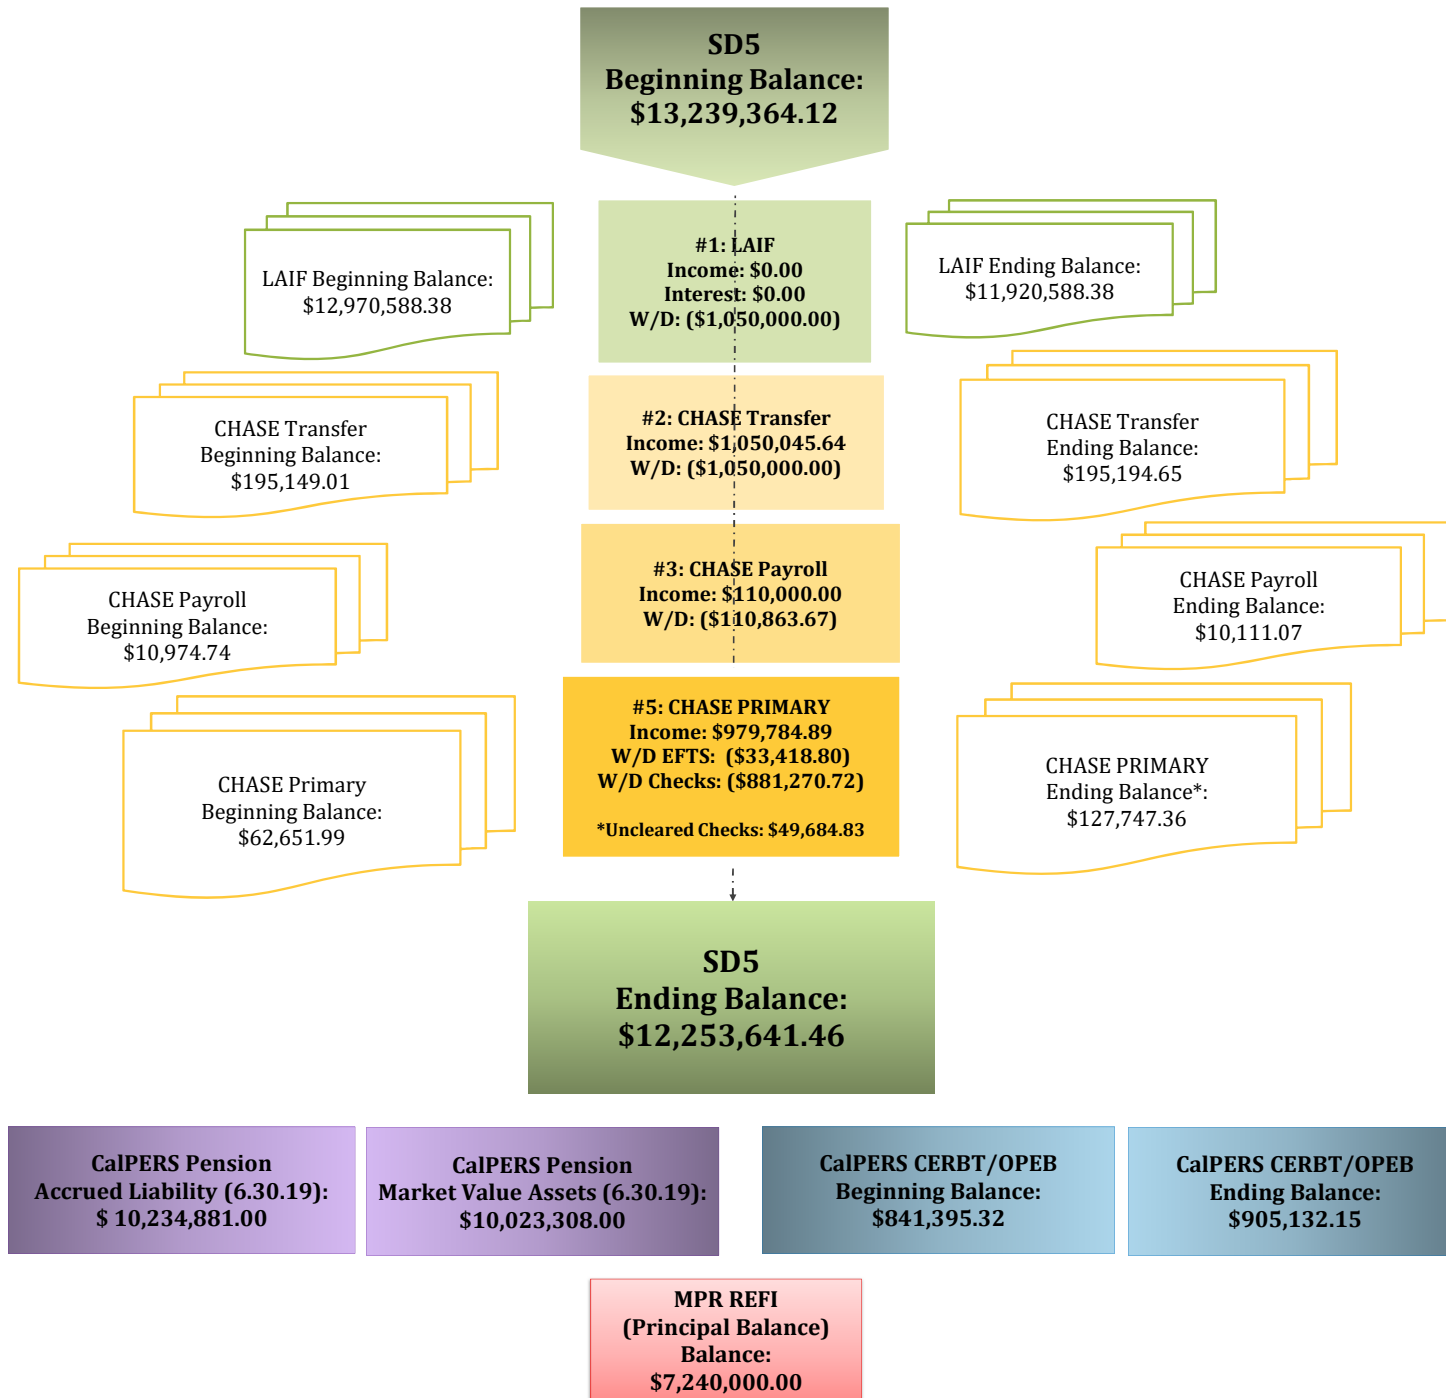 SD5
Beginning Balance:
$13,239,364.12
LAIF Beginning Balance:
$12,970,588.38
#1: LAIF
Income: $0.00
Interest: $0.00
W/D: ($1,050,000.00)
LAIF Ending Balance:
$11,920,588.38
CHASE Transfer
Beginning Balance:
$195,149.01
#2: CHASE Transfer
Income: $1,050,045.64
W/D: ($1,050,000.00)
CHASE Transfer
Ending Balance:
$195,194.65
CHASE Payroll
Beginning Balance:
$10,974.74
#3: CHASE Payroll
Income: $110,000.00
W/D: ($110,863.67)
CHASE Payroll
Ending Balance:
$10,111.07
CHASE Primary
Beginning Balance:
$62,651.99
#5: CHASE PRIMARY
Income: $979,784.89
W/D EFTS:  ($33,418.80)
W/D Checks: ($881,270.72)
*Uncleared Checks: $49,684.83
CHASE PRIMARY
Ending Balance*:
$127,747.36
SD5
Ending Balance:
$12,253,641.46
CalPERS Pension
Accrued Liability (6.30.19):
$ 10,234,881.00
CalPERS Pension
Market Value Assets (6.30.19):
$10,023,308.00
CalPERS CERBT/OPEB
Beginning Balance:
$841,395.32
CalPERS CERBT/OPEB
Ending Balance:
$905,132.15
MPR REFI
(Principal Balance)
Balance:
$7,240,000.00